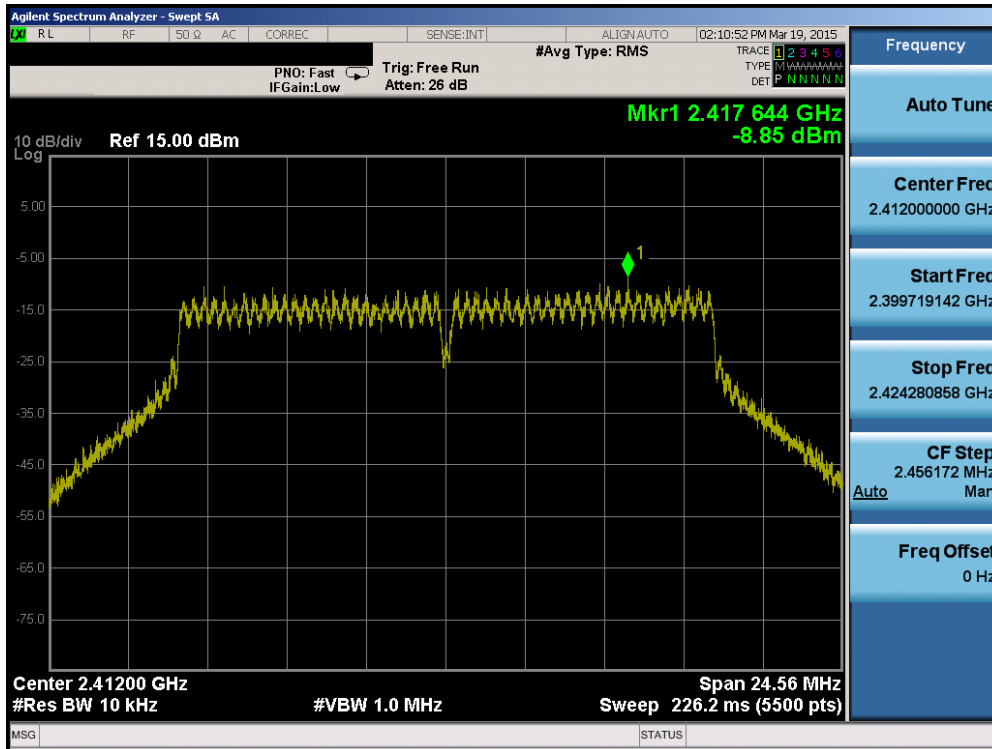 Agilent Spectrum Analyzer - Swept SA
LXI RL RF 50 Ω AC CORREC SENSE:INT ALIGN AUTO 02:10:52 PM Mar 19, 2015
#Avg Type: RMS
TRACE 1 2 3 4 5 6
PNO: Fast Trig: Free Run
TYPE M WWWWW
IFGain:Low Atten: 26 dB
DET P N N N N N
Mkr1 2.417 644 GHz
-8.85 dBm
10 dB/div Ref 15.00 dBm
Log
5.00
1
-5.00
-15.0
-25.0
-35.0
-45.0
-55.0
-65.0
-75.0
Center 2.41200 GHz Span 24.56 MHz
#Res BW 10 kHz #VBW 1.0 MHz Sweep 226.2 ms (5500 pts)
MSG STATUS
Frequency
Auto Tune
Center Freq
2.412000000 GHz
Start Freq
2.399719142 GHz
Stop Freq
2.424280858 GHz
CF Step
2.456172 MHz
Auto Man
Freq Offset
0 Hz